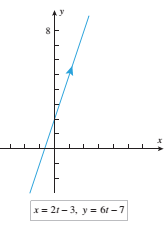 y
8
x
x = 2t − 3, y = 6t − 7